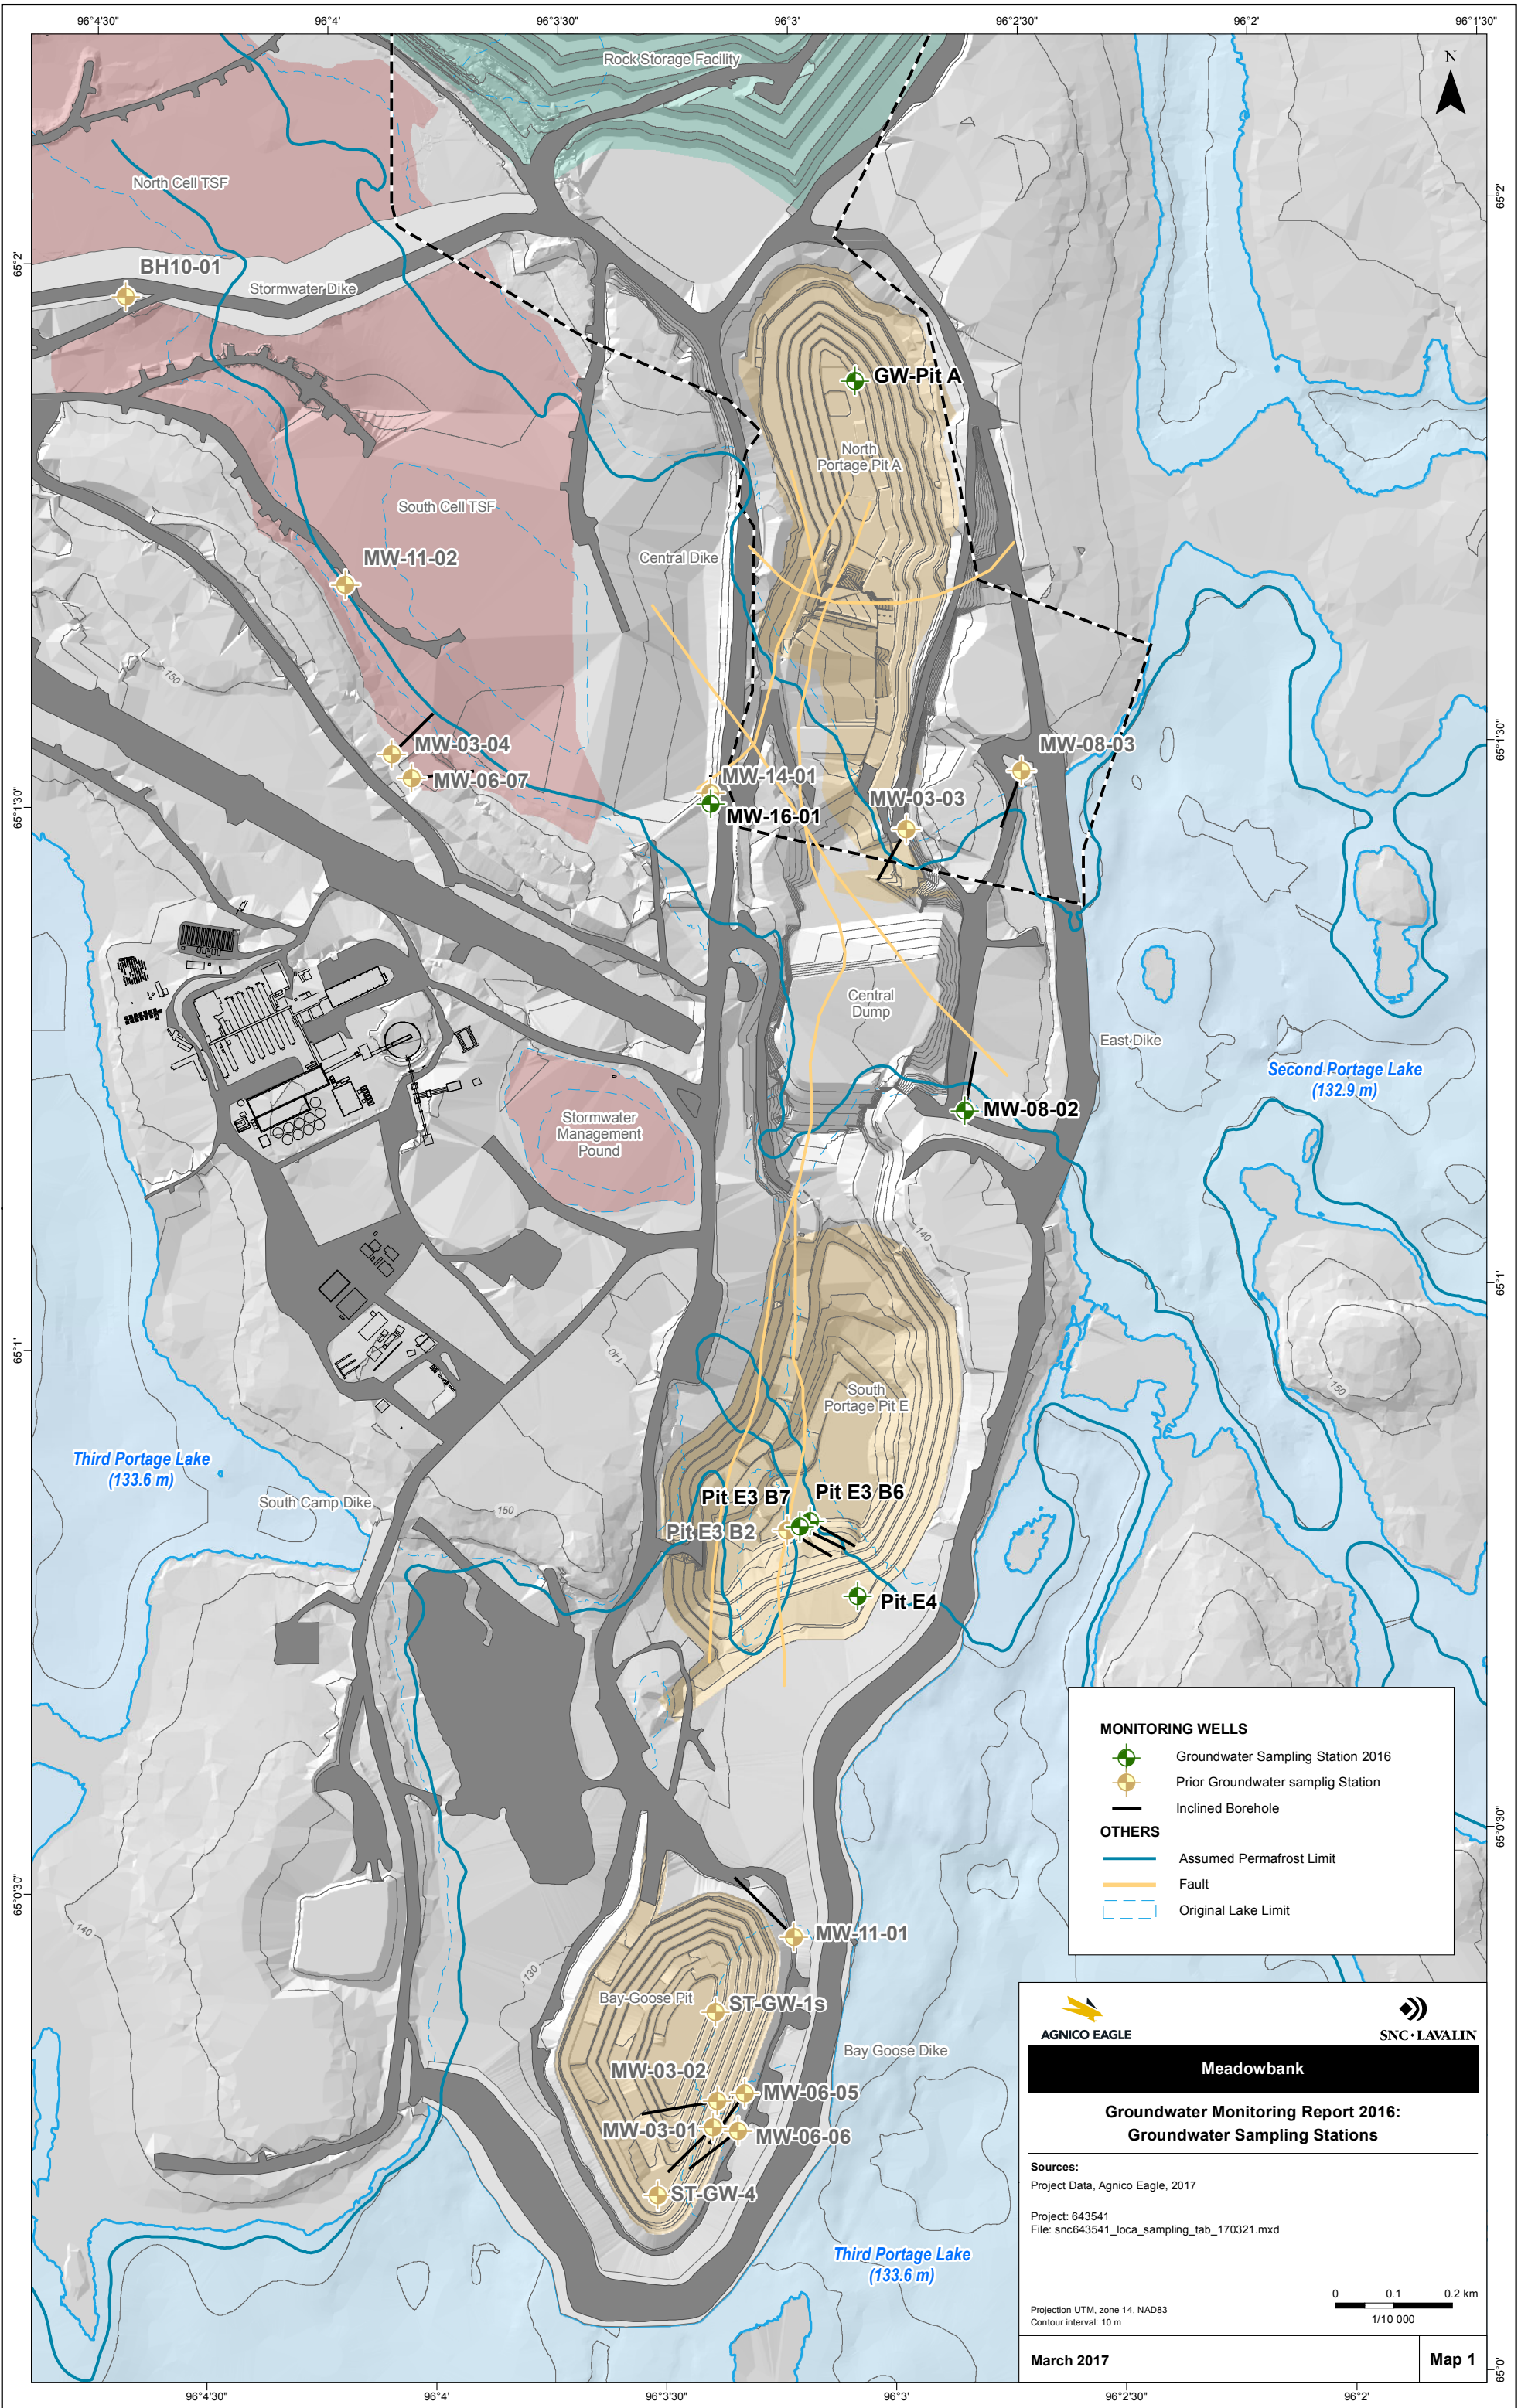 96°4'30"
96°4'
96°3'30"
96°3'
96°2'30"
96°2'
96°1'30"
N
Rock Storage Facility
North Cell TSF
65°2'
65°2'
BH10-01
Stormwater Dike
GW-Pit A
North
Portage Pit A
South Cell TSF
Central Dike
MW-11-02
150
MW-03-04
MW-06-07
MW-14-01
MW-16-01
MW-03-03
MW-08-03
65°1'30"
65°1'30"
Central
Dump
East Dike
Second Portage Lake
(132.9 m)
MW-08-02
Stormwater
Management
Pound
140
65°1'
65°1'
140
150
South
Portage Pit E
Third Portage Lake
(133.6 m)
South Camp Dike
150
Pit E3 B7
Pit E3 B6
Pit E3 B2
Pit E4
MONITORING WELLS
Groundwater Sampling Station 2016
Prior Groundwater samplig Station
Inclined Borehole
OTHERS
Assumed Permafrost Limit
Fault
Original Lake Limit
65°0'30"
65°0'30"
140
130
MW-11-01
Bay-Goose Pit
ST-GW-1s
Bay Goose Dike
MW-03-02
MW-06-05
MW-03-01
MW-06-06
ST-GW-4
Third Portage Lake
(133.6 m)
AGNICO EAGLE
SNC•LAVALIN
Meadowbank
Groundwater Monitoring Report 2016:
Groundwater Sampling Stations
Sources:
Project Data, Agnico Eagle, 2017
Project: 643541
File: snc643541_loca_sampling_tab_170321.mxd
0 0.1 0.2 km
1/10 000
Projection UTM, zone 14, NAD83
Contour interval: 10 m
March 2017
Map 1
65°0'
96°4'30"
96°4'
96°3'30"
96°3'
96°2'30"
96°2'